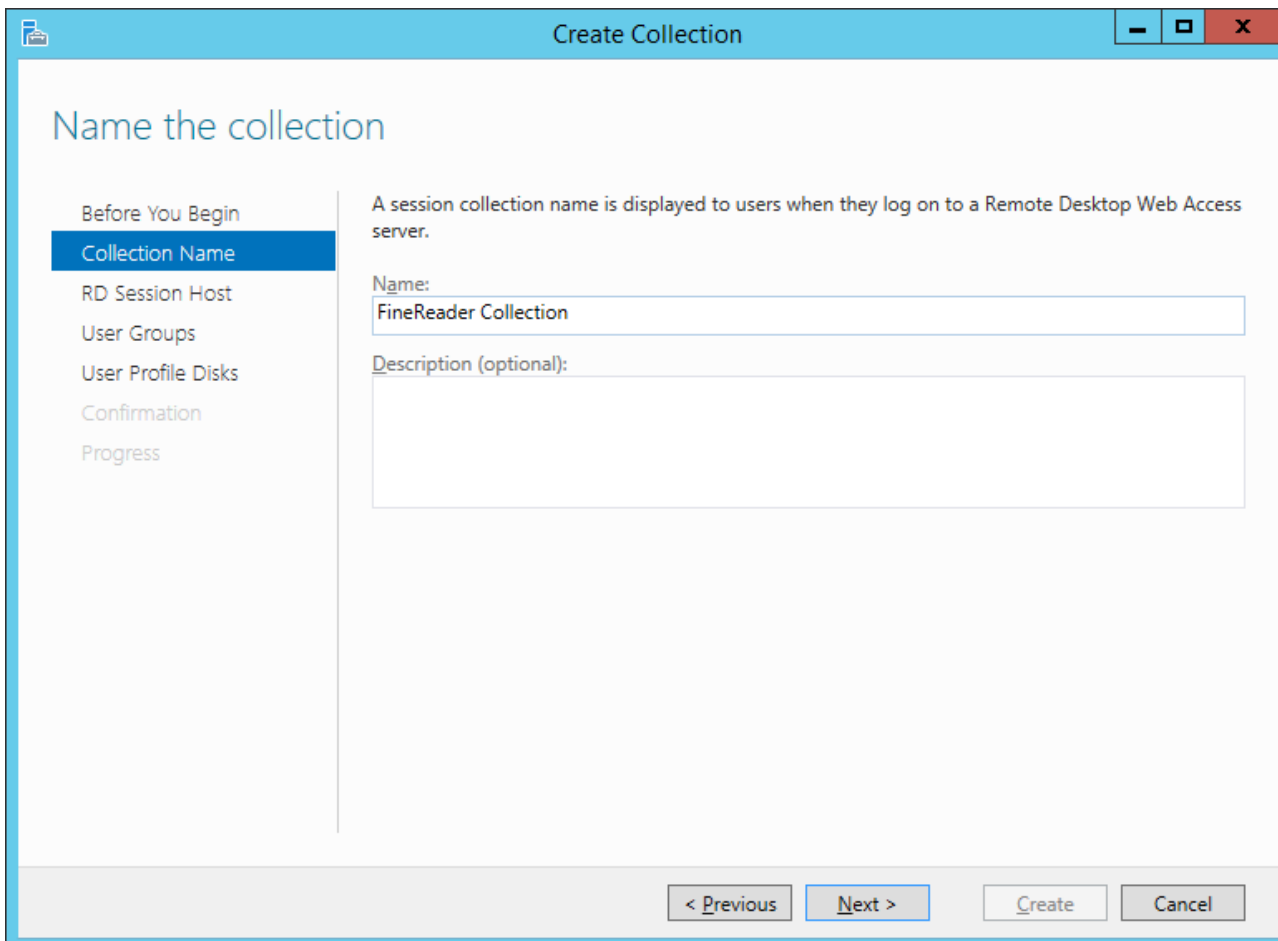 Create Collection
Name the collection
Before You Begin
Collection Name
RD Session Host
User Groups
User Profile Disks
Confirmation
Progress
A session collection name is displayed to users when they log on to a Remote Desktop Web Access
server.
Name:
FineReader Collection
Description (optional):
< Previous
Next >
Create
Cancel